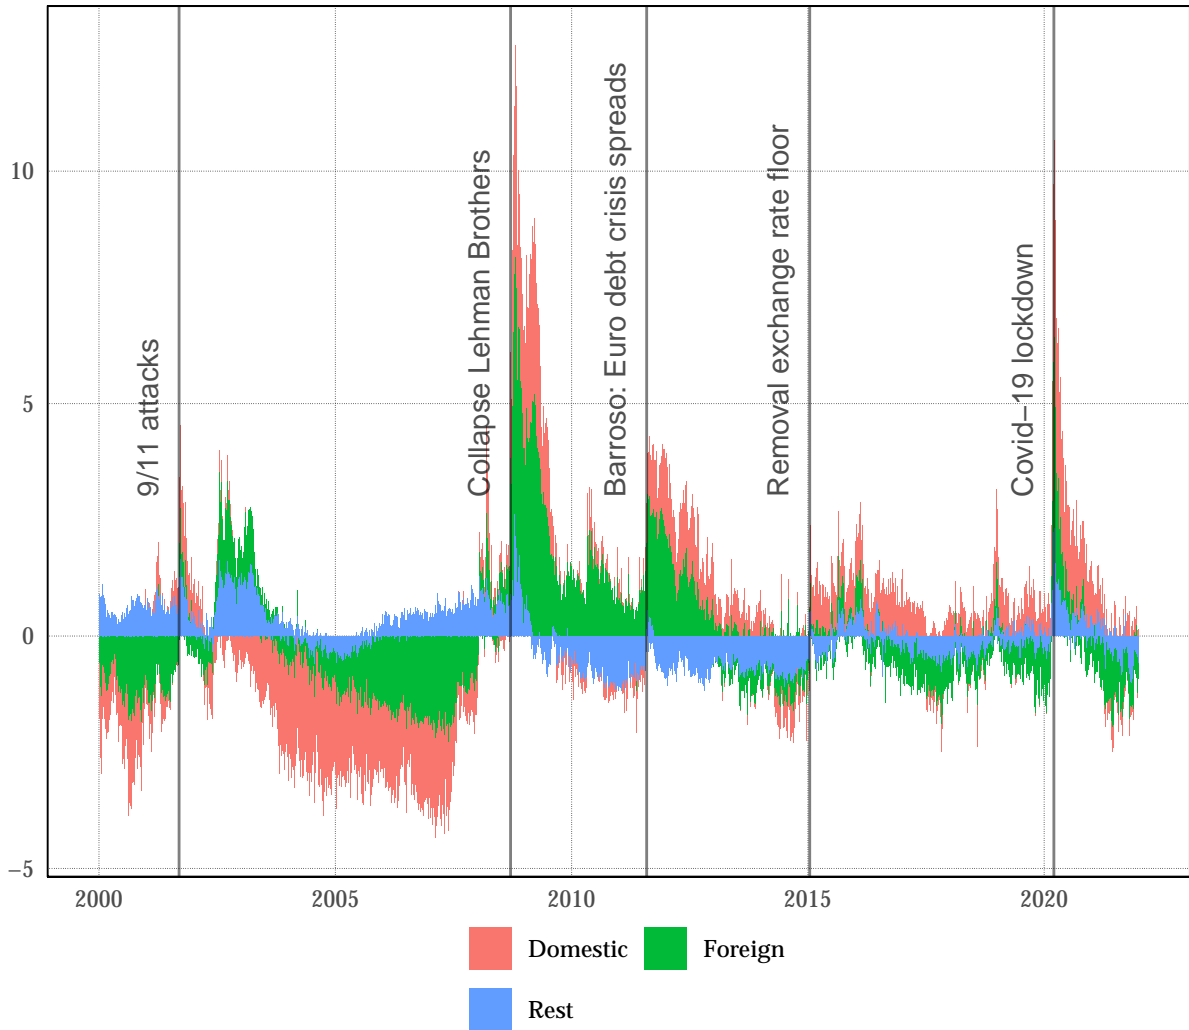 10
5
0
−5
9/11 attacks
Collapse Lehman Brothers
Barroso: Euro debt crisis spreads
Removal exchange rate floor
Covid−19 lockdown
2000
2005
2010
2015
2020
Domestic
Foreign
Rest